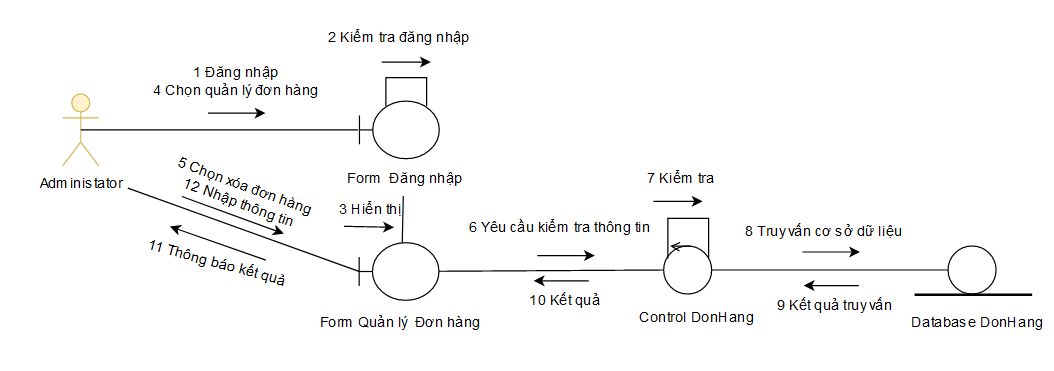 2 Kiểm tra đăng nhập
1 Đăng nhập
4 Chọn quản lý đơn hàng
Administator
Form Đăng nhập
5 Chọn xóa đơn hàng
12 Nhập thông tin
3 Hiển thị
11 Thông báo kết quả
7 Kiểm tra
6 Yêu cầu kiểm tra thông tin
8 Truy vấn cơ sở dữ liệu
10 Kết quả
9 Kết quả truy vấn
Form Quản lý Đơn hàng
Control DonHang
Database DonHang